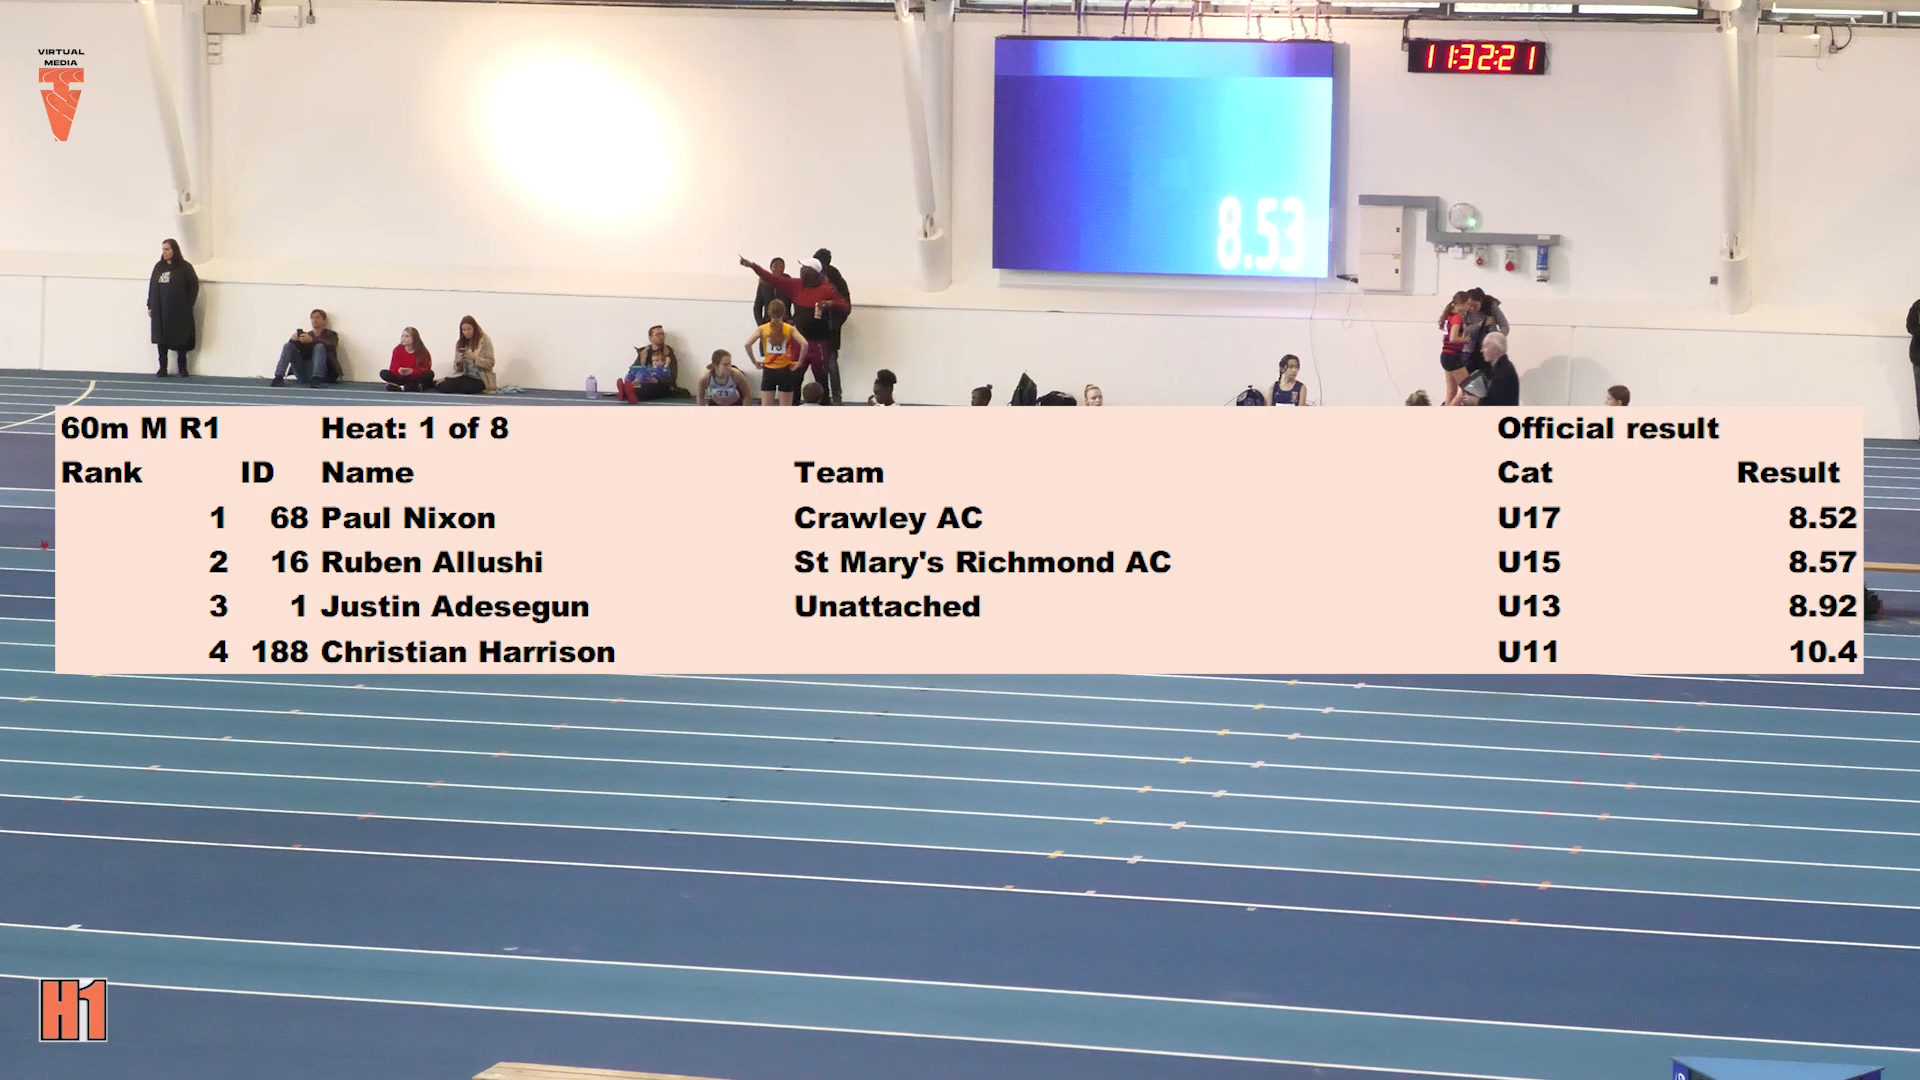 VIRTUAL
MEDIA
11:32:21
8.53
60m M R1 Heat: 1 of 8 Official result
Rank ID Name Team Cat Result
1 68 Paul Nixon Crawley AC U17 8.52
2 16 Ruben Allushi St Mary's Richmond AC U15 8.57
3 1 Justin Adesegun Unattached U13 8.92
4 188 Christian Harrison U11 10.4
H1